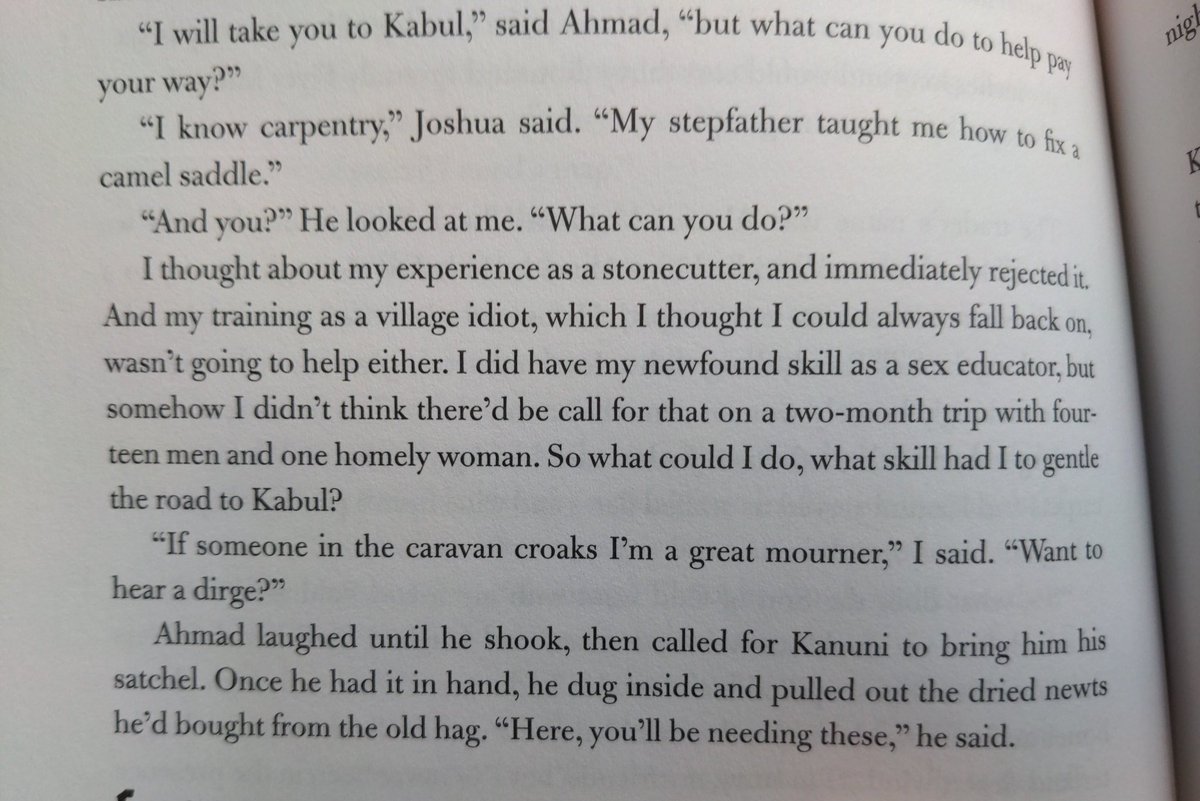 “I will take you to Kabul,” said Ahmad, “but what can you do to help pay
your way?”
“I know carpentry,” Joshua said. “My stepfather taught me how to fix a
camel saddle.”
“And you?” He looked at me. “What can you do?”
I thought about my experience as a stonecutter, and immediately rejected it.
And my training as a village idiot, which I thought I could always fall back on,
wasn’t going to help either. I did have my newfound skill as a sex educator, but
somehow I didn’t think there’d be call for that on a two-month trip with four-
teen men and one homely woman. So what could I do, what skill had I to gentle
the road to Kabul?
“If someone in the caravan croaks I’m a great mourner,” I said. “Want to
hear a dirge?”
Ahmad laughed until he shook, then called for Kanuni to bring him his
satchel. Once he had it in hand, he dug inside and pulled out the dried newts
he’d bought from the old hag. “Here, you’ll be needing these,” he said.